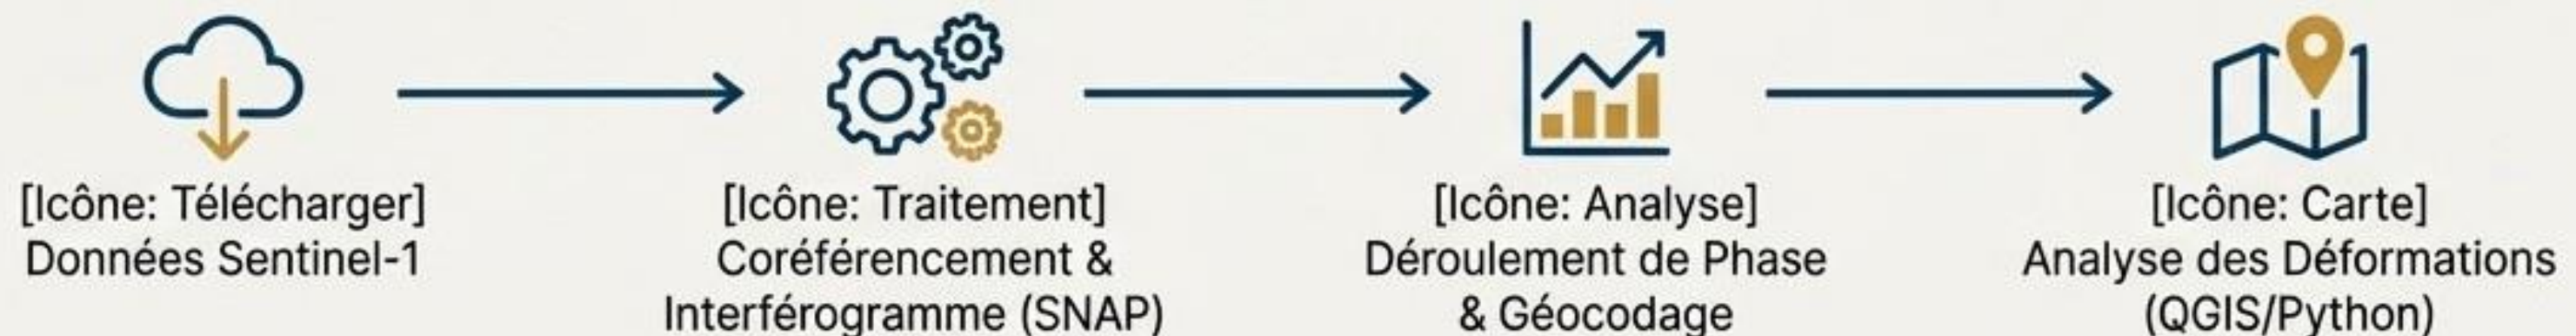 [Icône: Télécharger]
Données Sentinel-1
[Icône: Traitement]
Coréférencement &
Interférogramme (SNAP)
[Icône: Analyse]
Déroulement de Phase
& Géocodage
[Icône: Carte]
Analyse des Déformations
(QGIS/Python)